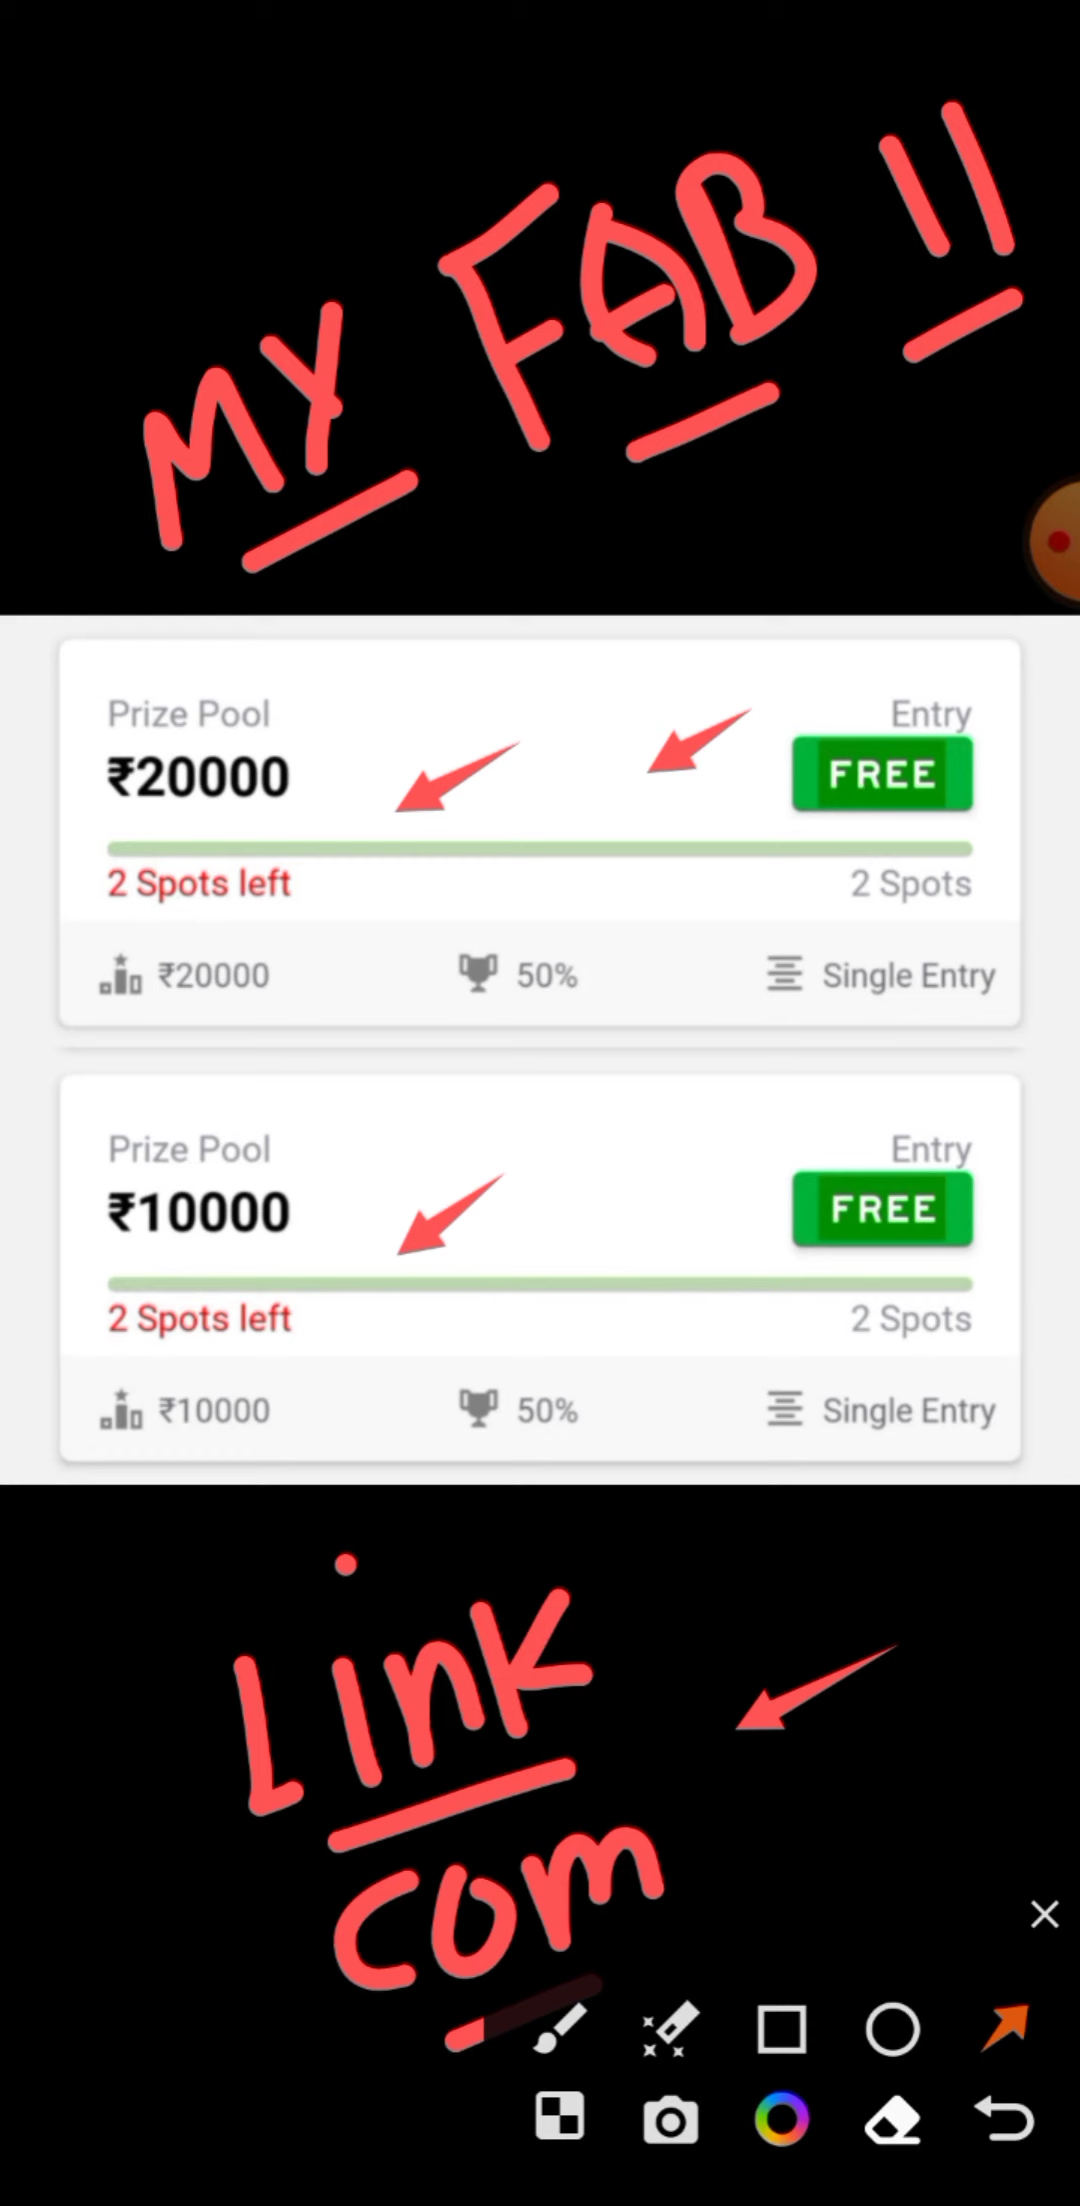 MY FAB !!
Prize Pool Entry
₹20000 FREE
2 Spots left 2 Spots
₹20000 50% Single Entry
Prize Pool Entry
₹10000 FREE
2 Spots left 2 Spots
₹10000 50% Single Entry
Link
com